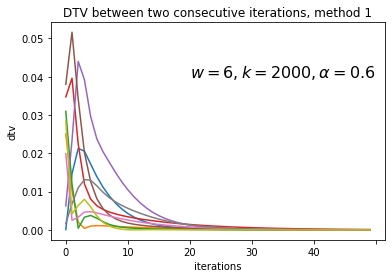 DTV between two consecutive iterations, method 1
w = 6, k = 2000, α = 0.6
dtv
0.05
0.04
0.03
0.02
0.01
0.00
0 10 20 30 40
iterations